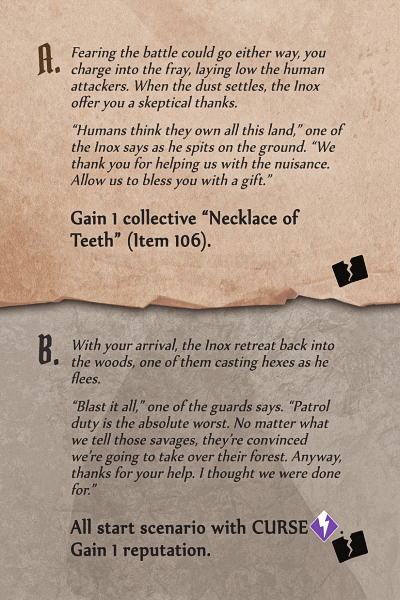 A.
Fearing the battle could go either way, you
charge into the fray, laying low the human
attackers. When the dust settles, the Inox
offer you a skeptical thanks.
“Humans think they own all this land,” one of
the Inox says as he spits on the ground. “We
thank you for helping us with the nuisance.
Allow us to bless you with a gift.”
Gain 1 collective “Necklace of
Teeth” (Item 106).
B.
With your arrival, the Inox retreat back into
the woods, one of them casting hexes as he
flees.
“Blast it all,” one of the guards says. “Patrol
duty is the absolute worst. No matter what
we tell those savages, they’re convinced
we’re going to take over their forest. Anyway,
thanks for your help. I thought we were done
for.”
All start scenario with CURSE
Gain 1 reputation.